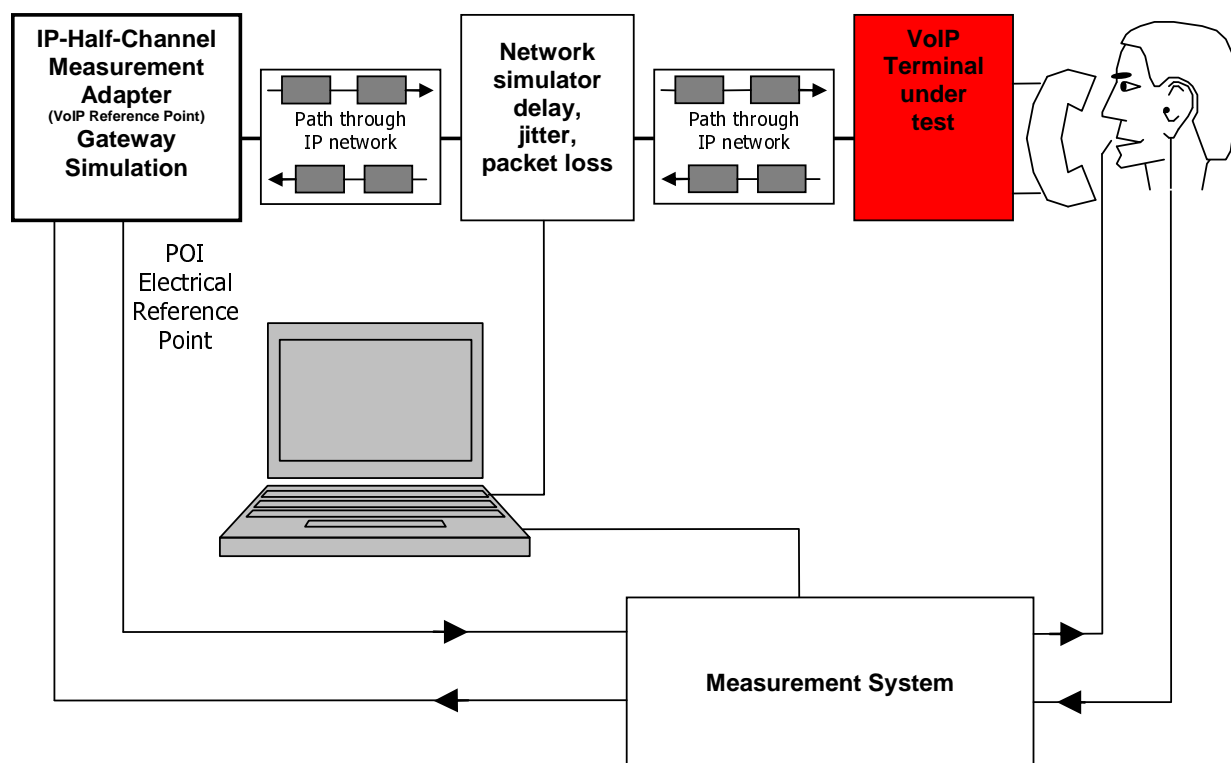 IP-Half-Channel
Measurement
Adapter
(VoIP Reference Point)
Gateway
Simulation
Path through
IP network
Network
simulator
delay,
jitter,
packet loss
Path through
IP network
VoIP
Terminal
under
test
POI
Electrical
Reference
Point
Measurement System